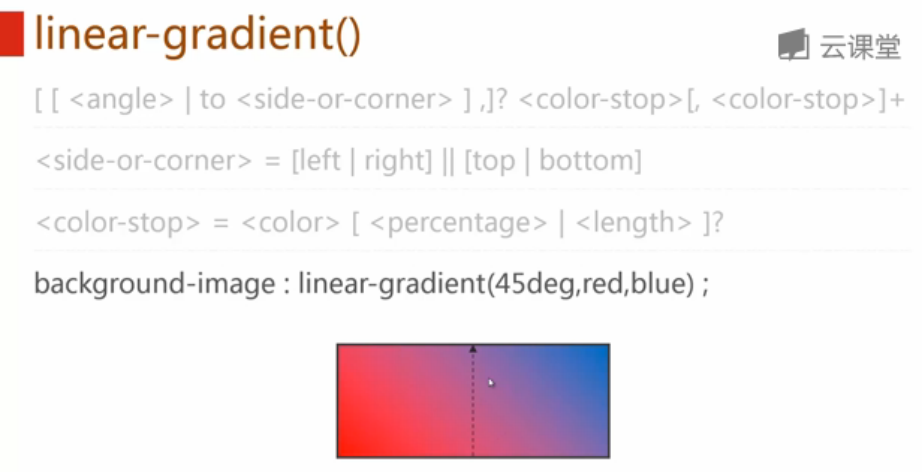 linear-gradient()
云课堂
[ [ <angle> | to <side-or-corner> ] ,]? <color-stop>[, <color-stop>]+
<side-or-corner> = [left | right] || [top | bottom]
<color-stop> = <color> [ <percentage> | <length> ]?
background-image : linear-gradient(45deg,red,blue) ;